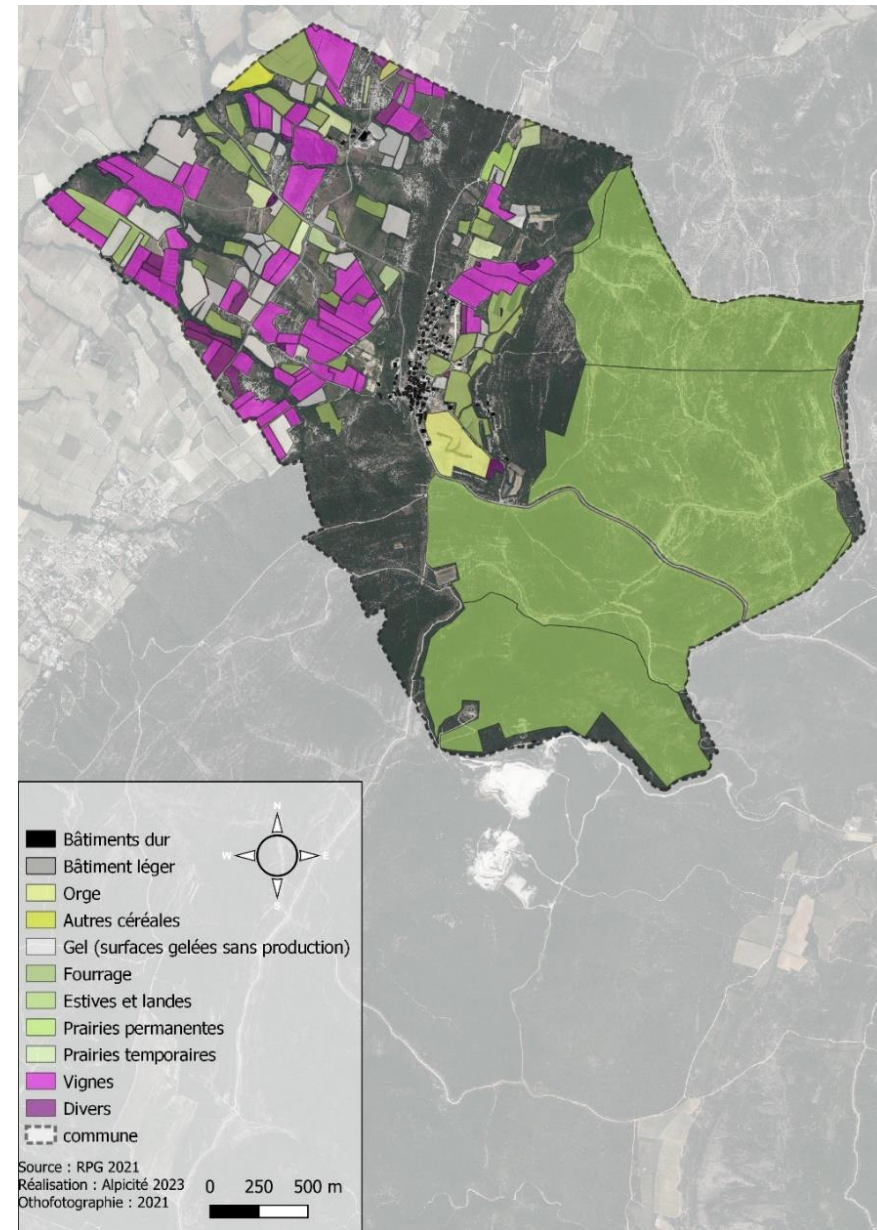 N
W
E
S
Bâtiments dur
Bâtiment léger
Orge
Autres céréales
Gel (surfaces gelées sans production)
Fourrage
Estives et landes
Prairies permanentes
Prairies temporaires
Vignes
Divers
commune
Source : RPG 2021
Réalisation : Alpicité 2023
Othofotographie : 2021
0 250 500 m